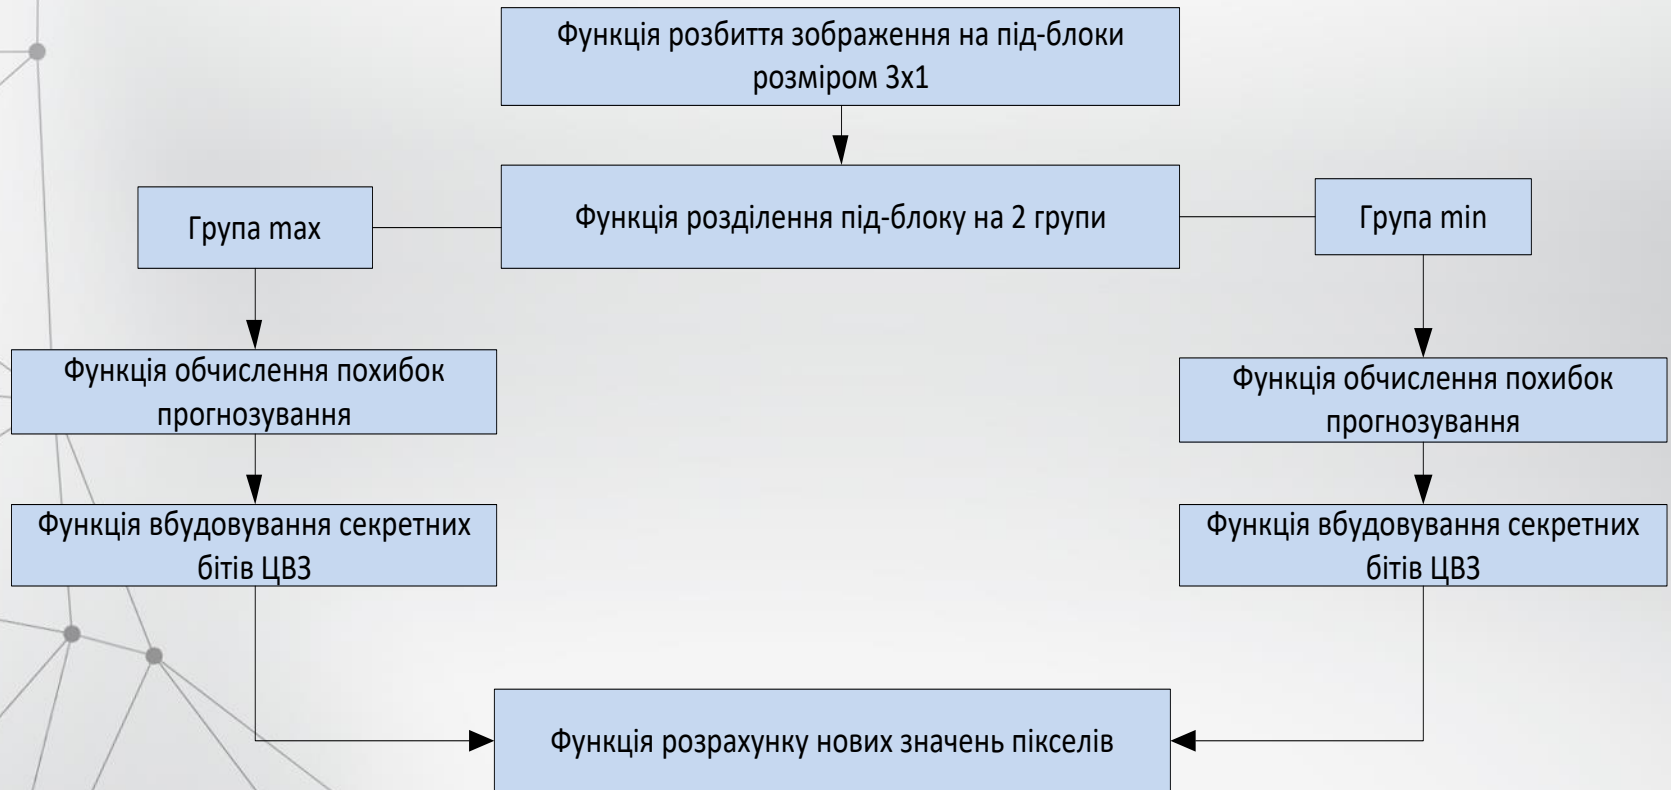 Функція розбиття зображення на під-блоки
розміром 3x1
Функція розділення під-блоку на 2 групи
Група max
Група min
Функція обчислення похибок
прогнозування
Функція обчислення похибок
прогнозування
Функція вбудовування секретних
бітів ЦВЗ
Функція вбудовування секретних
бітів ЦВЗ
Функція розрахунку нових значень пікселів